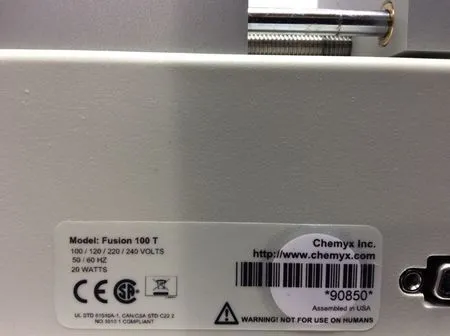 Model: Fusion 100 T
100 / 120 / 220 / 240 VOLTS
50 / 60 HZ
20 WATTS
CE
UL STD 61010A-1, CAN/CSA STD C22.2
NO.1010.1 COMPLIANT
Chemyx Inc.
http://www.chemyx.com
*90850*
Assembled in USA
WARNING! NOT FOR USE ON HUMANS